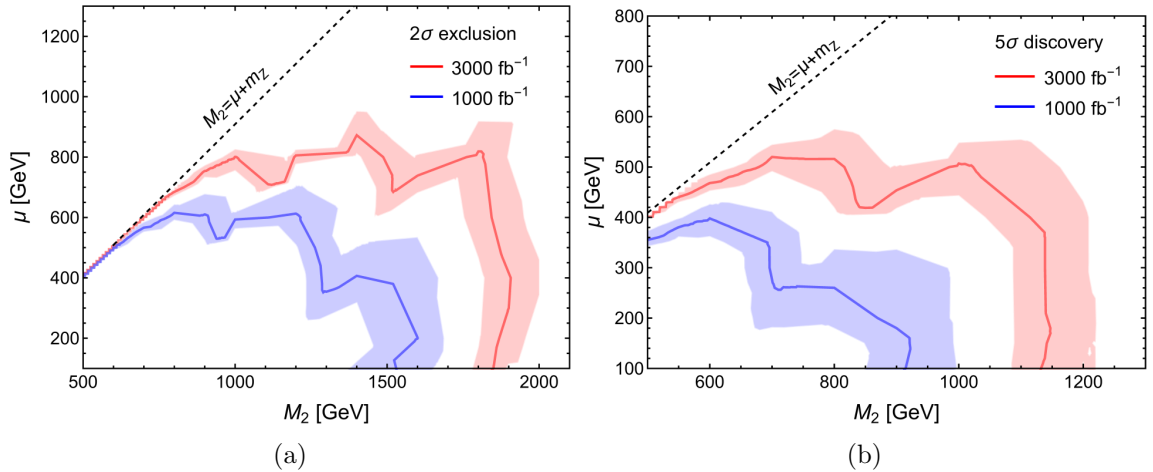 2σ exclusion
3000 fb⁻¹
1000 fb⁻¹
M₂=μ+m_Z
μ [GeV]
1200
1000
800
600
400
200
500
1000
1500
2000
M₂ [GeV]
(a)
5σ discovery
3000 fb⁻¹
1000 fb⁻¹
M₂=μ+m_Z
μ [GeV]
800
700
600
500
400
300
200
100
600
800
1000
1200
M₂ [GeV]
(b)